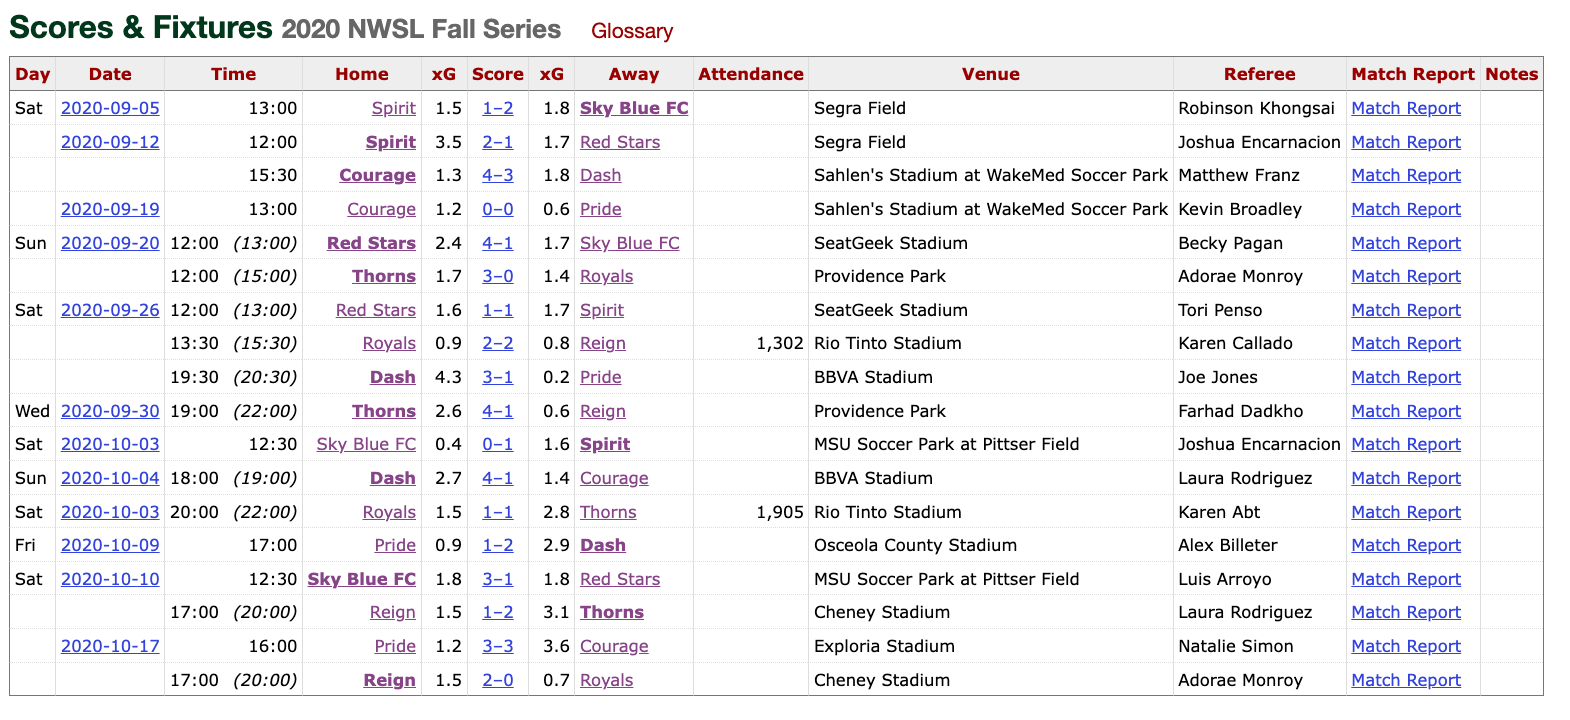 Scores & Fixtures 2020 NWSL Fall Series Glossary
Day Date Time Home xG Score xG Away Attendance Venue Referee Match Report Notes
Sat 2020-09-05 13:00 Spirit 1.5 1–2 1.8 Sky Blue FC Segra Field Robinson Khongsai Match Report
2020-09-12 12:00 Spirit 3.5 2–1 1.7 Red Stars Segra Field Joshua Encarnacion Match Report
15:30 Courage 1.3 4–3 1.8 Dash Sahlen's Stadium at WakeMed Soccer Park Matthew Franz Match Report
2020-09-19 13:00 Courage 1.2 0–0 0.6 Pride Sahlen's Stadium at WakeMed Soccer Park Kevin Broadley Match Report
Sun 2020-09-20 12:00 (13:00) Red Stars 2.4 4–1 1.7 Sky Blue FC SeatGeek Stadium Becky Pagan Match Report
12:00 (15:00) Thorns 1.7 3–0 1.4 Royals Providence Park Adorae Monroy Match Report
Sat 2020-09-26 12:00 (13:00) Red Stars 1.6 1–1 1.7 Spirit SeatGeek Stadium Tori Penso Match Report
13:30 (15:30) Royals 0.9 2–2 0.8 Reign 1,302 Rio Tinto Stadium Karen Callado Match Report
19:30 (20:30) Dash 4.3 3–1 0.2 Pride BBVA Stadium Joe Jones Match Report
Wed 2020-09-30 19:00 (22:00) Thorns 2.6 4–1 0.6 Reign Providence Park Farhad Dadkho Match Report
Sat 2020-10-03 12:30 Sky Blue FC 0.4 0–1 1.6 Spirit MSU Soccer Park at Pittser Field Joshua Encarnacion Match Report
Sun 2020-10-04 18:00 (19:00) Dash 2.7 4–1 1.4 Courage BBVA Stadium Laura Rodriguez Match Report
Sat 2020-10-03 20:00 (22:00) Royals 1.5 1–1 2.8 Thorns 1,905 Rio Tinto Stadium Karen Abt Match Report
Fri 2020-10-09 17:00 Pride 0.9 1–2 2.9 Dash Osceola County Stadium Alex Billeter Match Report
Sat 2020-10-10 12:30 Sky Blue FC 1.8 3–1 1.8 Red Stars MSU Soccer Park at Pittser Field Luis Arroyo Match Report
17:00 (20:00) Reign 1.5 1–2 3.1 Thorns Cheney Stadium Laura Rodriguez Match Report
2020-10-17 16:00 Pride 1.2 3–3 3.6 Courage Exploria Stadium Natalie Simon Match Report
17:00 (20:00) Reign 1.5 2–0 0.7 Royals Cheney Stadium Adorae Monroy Match Report